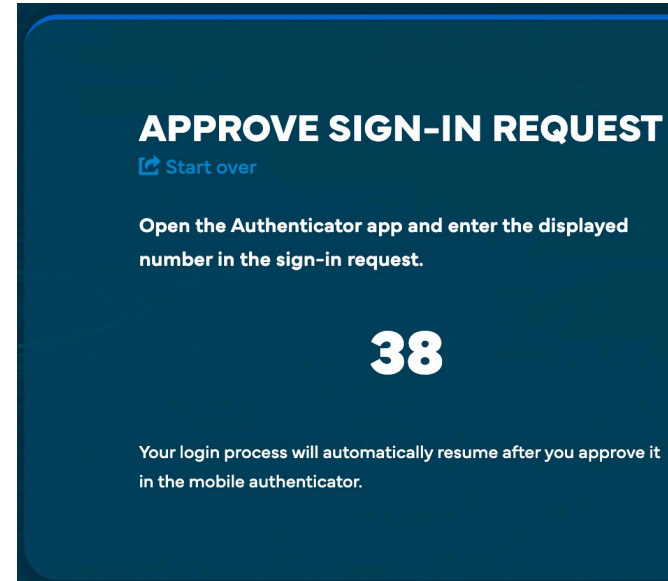 APPROVE SIGN-IN REQUEST
Start over
Open the Authenticator app and enter the displayed
number in the sign-in request.
38
Your login process will automatically resume after you approve it
in the mobile authenticator.